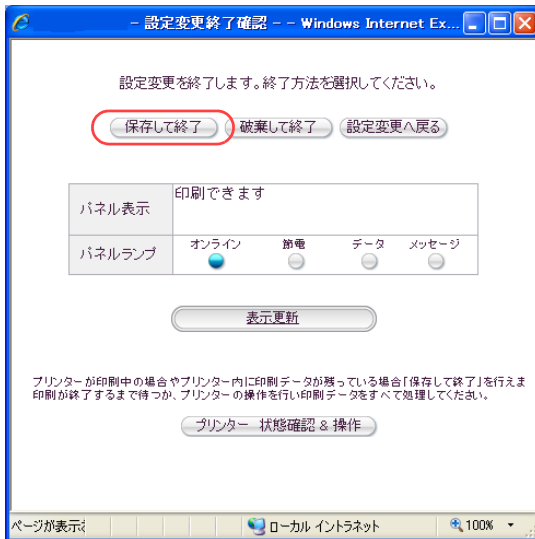 - 設定変更終了確認 - - Windows Internet Ex...
設定変更を終了します。終了方法を選択してください。
保存して終了 破棄して終了 設定変更へ戻る
パネル表示 印刷できます
パネルランプ オンライン 節電 データ メッセージ
表示更新
プリンターが印刷中の場合やプリンター内に印刷データが残っている場合「保存して終了」を行えま
印刷が終了するまで待つか、プリンターの操作を行い印刷データをすべて処理してください。
プリンター 状態確認 & 操作
ページが表示さ ローカル イントラネット 100%